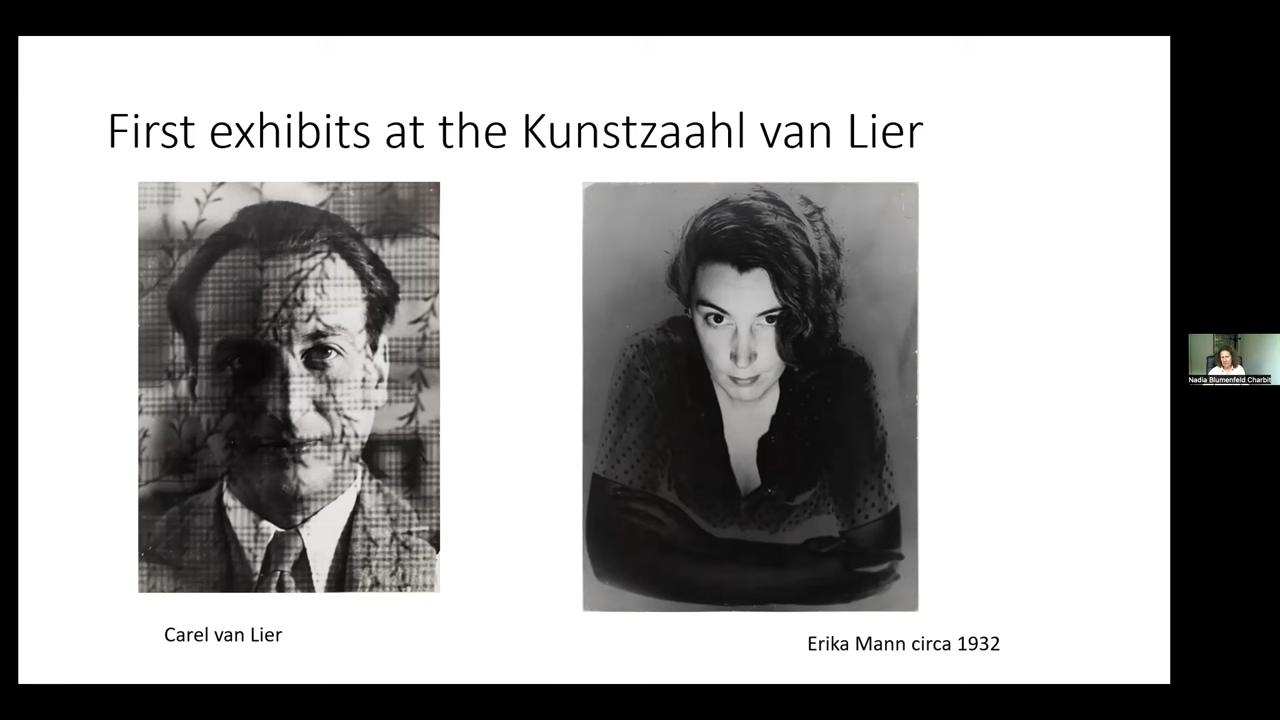 First exhibits at the Kunstzaahl van Lier
Carel van Lier
Erika Mann circa 1932
Nadia Blumenfeld Charbit